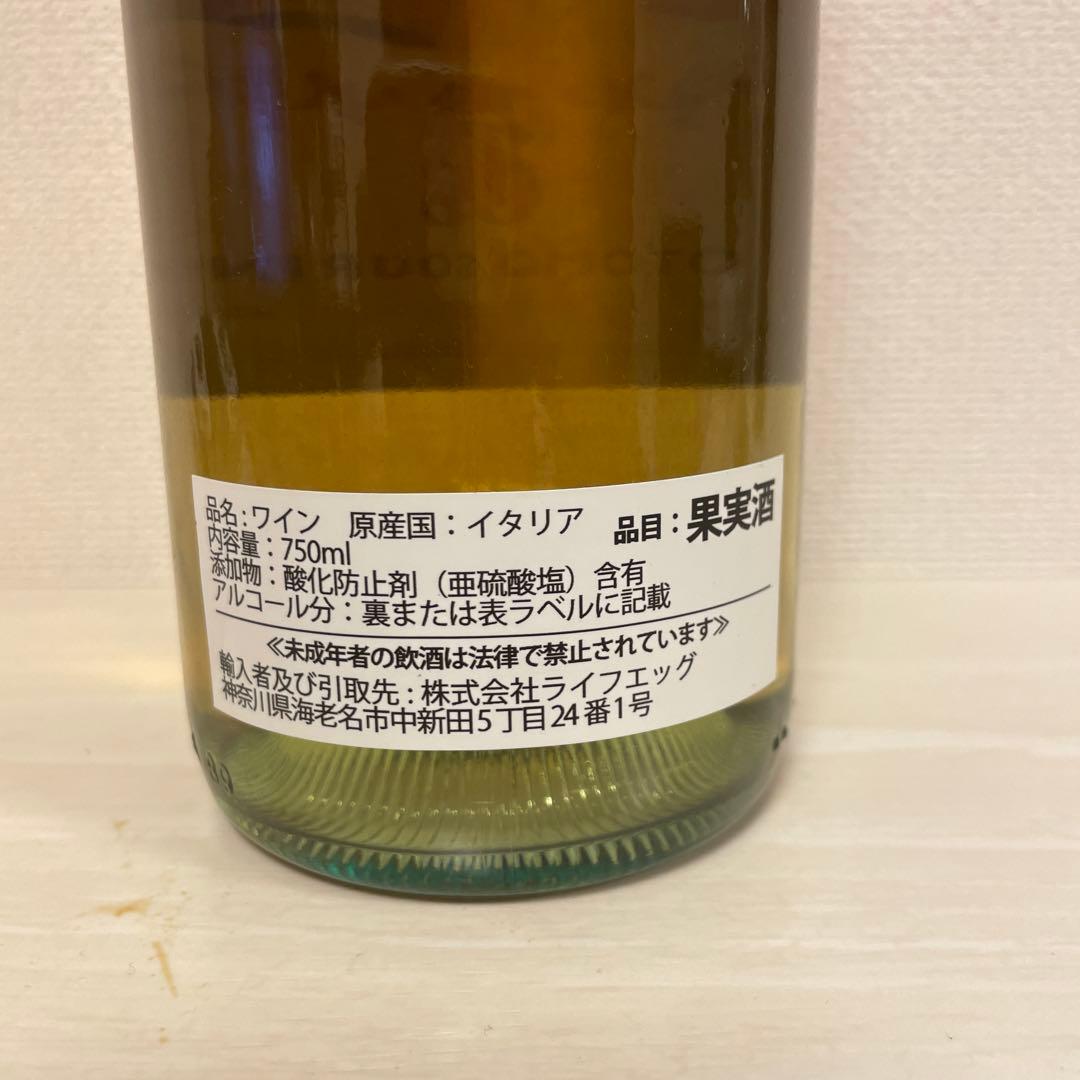 品名：ワイン 原産国：イタリア 品目：果実酒
内容量：750ml
添加物：酸化防止剤（亜硫酸塩）含有
アルコール分：裏または表ラベルに記載
≪未成年者の飲酒は法律で禁止されています≫
輸入者及び引取先：株式会社ライフエッグ
神奈川県海老名市中新田5丁目24番1号